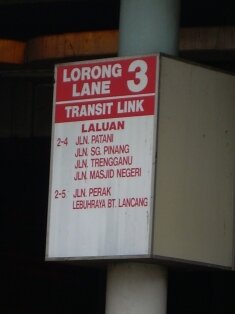 LORONG
LANE 3
TRANSIT LINK
LALUAN
2-4 JLN. PATANI
JLN. SG. PINANG
JLN. TRENGGANU
JLN. MASJID NEGERI
2-5 JLN. PERAK
LEBUHRAYA BT. LANCANG